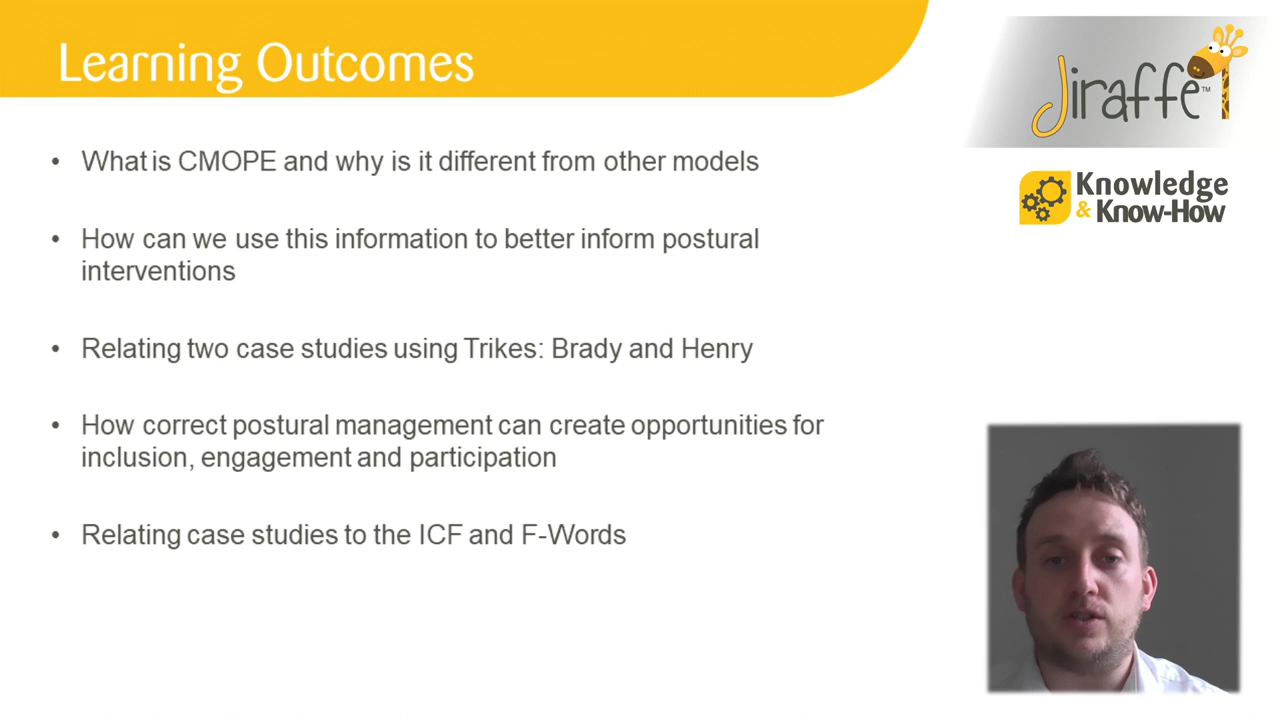 Learning Outcomes
Jiraffe™
Knowledge
& Know-How
• What is CMOPE and why is it different from other models
• How can we use this information to better inform postural
interventions
• Relating two case studies using Trikes: Brady and Henry
• How correct postural management can create opportunities for
inclusion, engagement and participation
• Relating case studies to the ICF and F-Words